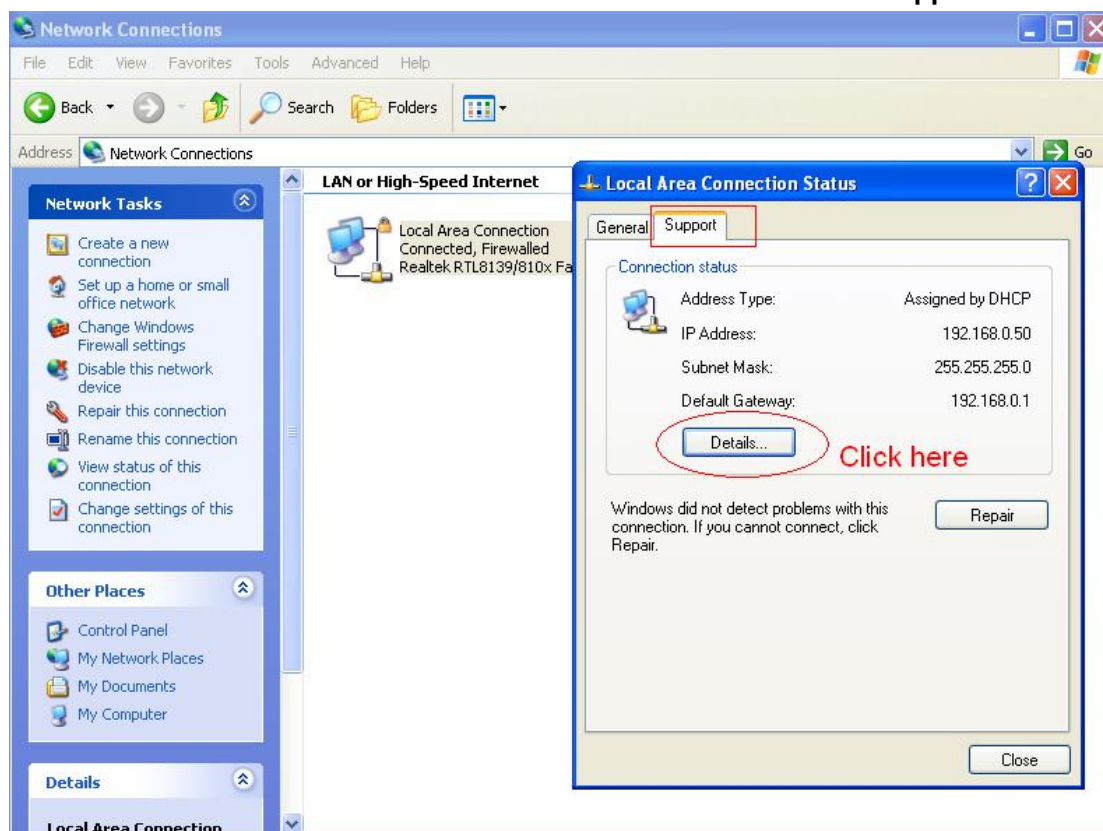 Network Connections
File Edit View Favorites Tools Advanced Help
Back Search Folders
Address Network Connections Go
Network Tasks
Create a new
connection
Set up a home or small
office network
Change Windows
Firewall settings
Disable this network
device
Repair this connection
Rename this connection
View status of this
connection
Change settings of this
connection
Other Places
Control Panel
My Network Places
My Documents
My Computer
Details
Local Area Connection
LAN or High-Speed Internet
Local Area Connection
Connected, Firewalled
Realtek RTL8139/810x Fa
Local Area Connection Status
General Support
Connection status
Address Type: Assigned by DHCP
IP Address: 192.168.0.50
Subnet Mask: 255.255.255.0
Default Gateway: 192.168.0.1
Details...
Click here
Windows did not detect problems with this
connection. If you cannot connect, click
Repair.
Repair
Close